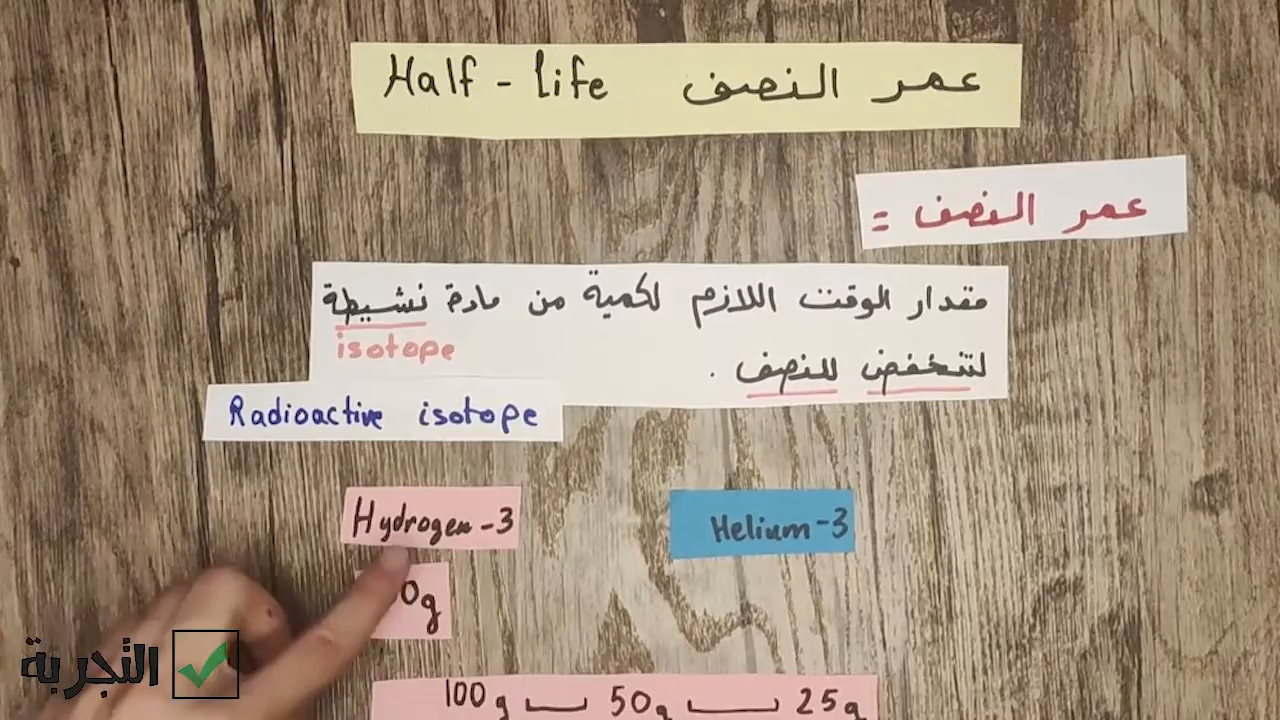 Half-life عمر النصف
عمر النصف =
مقدار الوقت اللازم لكمية من مادة نشيطة
isotope
لتنخفض للنصف .
Radioactive isotope
Hydrogen-3
Helium-3
0g
100g 50g 25g
التجربة